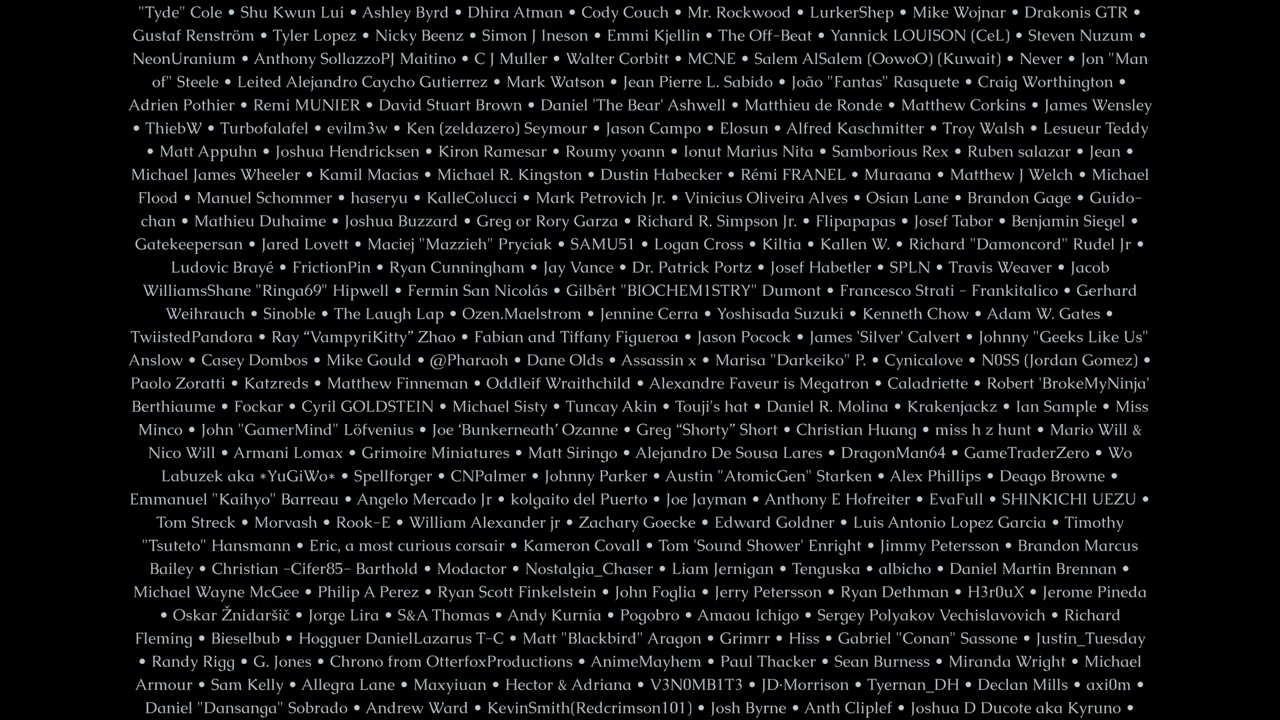 "Tyde" Cole • Shu Kwun Lui • Ashley Byrd • Dhira Atman • Cody Couch • Mr. Rockwood • LurkerShep • Mike Wojnar • Drakonis GTR •
Gustaf Renström • Tyler Lopez • Nicky Beenz • Simon J Ineson • Emmi Kjellin • The Off-Beat • Yannick LOUISON (CeL) • Steven Nuzum •
NeonUranium • Anthony SollazzoPJ Maitino • C J Muller • Walter Corbitt • MCNE • Salem AlSalem (OowoO) (Kuwait) • Never • Jon "Man
of" Steele • Leited Alejandro Caycho Gutierrez • Mark Watson • Jean Pierre L. Sabido • João "Fantas" Rasquete • Craig Worthington •
Adrien Pothier • Remi MUNIER • David Stuart Brown • Daniel 'The Bear' Ashwell • Matthieu de Ronde • Matthew Corkins • James Wensley
• ThiebW • Turbofalafel • evilm3w • Ken (zeldazero) Seymour • Jason Campo • Elosun • Alfred Kaschmitter • Troy Walsh • Lesueur Teddy
• Matt Appuhn • Joshua Hendricksen • Kiron Ramesar • Roumy yoann • Ionut Marius Nita • Samborious Rex • Ruben salazar • Jean •
Michael James Wheeler • Kamil Macias • Michael R. Kingston • Dustin Habecker • Rémi FRANEL • Muraana • Matthew J Welch • Michael
Flood • Manuel Schommer • haseryu • KalleColucci • Mark Petrovich Jr. • Vinicius Oliveira Alves • Osian Lane • Brandon Gage • Guido-
chan • Mathieu Duhaime • Joshua Buzzard • Greg or Rory Garza • Richard R. Simpson Jr. • Flipapapas • Josef Tabor • Benjamin Siegel •
Gatekeepersan • Jared Lovett • Maciej "Mazzieh" Pryciak • SAMU51 • Logan Cross • Kiltia • Kallen W. • Richard "Damoncord" Rudel Jr •
Ludovic Brayé • FrictionPin • Ryan Cunningham • Jay Vance • Dr. Patrick Portz • Josef Habetler • SPLN • Travis Weaver • Jacob
WilliamsShane "Ringa69" Hipwell • Fermin San Nicolás • Gilbêrt "BIOCHEM1STRY" Dumont • Francesco Strati - Frankitalico • Gerhard
Weihrauch • Sinoble • The Laugh Lap • Ozen.Maelstrom • Jennine Cerra • Yoshisada Suzuki • Kenneth Chow • Adam W. Gates •
TwiistedPandora • Ray “VampyriKitty” Zhao • Fabian and Tiffany Figueroa • Jason Pocock • James 'Silver' Calvert • Johnny "Geeks Like Us"
Anslow • Casey Dombos • Mike Gould • @Pharaoh • Dane Olds • Assassin x • Marisa "Darkeiko" P. • Cynicalove • N0SS (Jordan Gomez) •
Paolo Zoratti • Katzreds • Matthew Finneman • Oddleif Wraithchild • Alexandre Faveur is Megatron • Caladriette • Robert 'BrokeMyNinja'
Berthiaume • Fockar • Cyril GOLDSTEIN • Michael Sisty • Tuncay Akin • Touji's hat • Daniel R. Molina • Krakenjackz • Ian Sample • Miss
Minco • John "GamerMind" Löfvenius • Joe ‘Bunkerneath’ Ozanne • Greg “Shorty” Short • Christian Huang • miss h z hunt • Mario Will &
Nico Will • Armani Lomax • Grimoire Miniatures • Matt Siringo • Alejandro De Sousa Lares • DragonMan64 • GameTraderZero • Wo
Labuzek aka *YuGiWo* • Spellforger • CNPalmer • Johnny Parker • Austin "AtomicGen" Starken • Alex Phillips • Deago Browne •
Emmanuel "Kaihyo" Barreau • Angelo Mercado Jr • kolgaito del Puerto • Joe Jayman • Anthony E Hofreiter • EvaFull • SHINKICHI UEZU •
Tom Streck • Morvash • Rook-E • William Alexander jr • Zachary Goecke • Edward Goldner • Luis Antonio Lopez Garcia • Timothy
"Tsuteto" Hansmann • Eric, a most curious corsair • Kameron Covall • Tom 'Sound Shower' Enright • Jimmy Petersson • Brandon Marcus
Bailey • Christian -Cifer85- Barthold • Modactor • Nostalgia_Chaser • Liam Jernigan • Tenguska • albicho • Daniel Martin Brennan •
Michael Wayne McGee • Philip A Perez • Ryan Scott Finkelstein • John Foglia • Jerry Petersson • Ryan Dethman • H3r0uX • Jerome Pineda
• Oskar Žnidaršič • Jorge Lira • S&A Thomas • Andy Kurnia • Pogobro • Amaou Ichigo • Sergey Polyakov Vechislavovich • Richard
Fleming • Bieselbub • Hogguer DanielLazarus T-C • Matt "Blackbird" Aragon • Grimrr • Hiss • Gabriel "Conan" Sassone • Justin_Tuesday
• Randy Rigg • G. Jones • Chrono from OtterfoxProductions • AnimeMayhem • Paul Thacker • Sean Burness • Miranda Wright • Michael
Armour • Sam Kelly • Allegra Lane • Maxyiuan • Hector & Adriana • V3N0MB1T3 • JD·Morrison • Tyernan_DH • Declan Mills • axi0m •
Daniel "Dansanga" Sobrado • Andrew Ward • KevinSmith(Redcrimson101) • Josh Byrne • Anth Cliplef • Joshua D Ducote aka Kyruno •